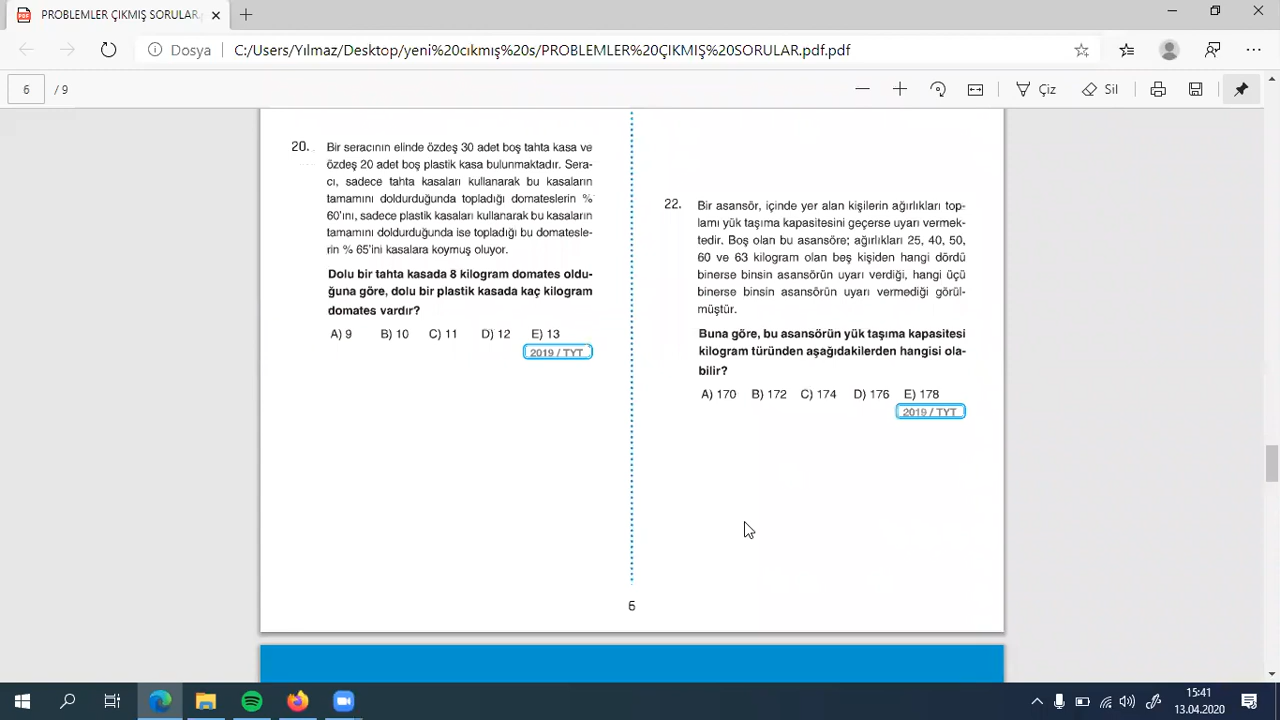 PROBLEMLER ÇIKMIŞ SORULAR.
Dosya
C:/Users/Yılmaz/Desktop/yeni%20cıkmış%20s/PROBLEMLER%20ÇIKMIŞ%20SORULAR.pdf.pdf
6 / 9
Çiz
Sil
20. Bir seracının elinde özdeş 30 adet boş tahta kasa ve
özdeş 20 adet boş plastik kasa bulunmaktadır. Sera-
cı, sadece tahta kasaları kullanarak bu kasaların
tamamını doldurduğunda topladığı domateslerin %
60'ını, sadece plastik kasaları kullanarak bu kasaların
tamamını doldurduğunda ise topladığı bu domatesle-
rin % 65'ini kasalara koymuş oluyor.
Dolu bir tahta kasada 8 kilogram domates oldu-
ğuna göre, dolu bir plastik kasada kaç kilogram
domates vardır?
A) 9 B) 10 C) 11 D) 12 E) 13
2019 / TYT
22. Bir asansör, içinde yer alan kişilerin ağırlıkları top-
lamı yük taşıma kapasitesini geçerse uyarı vermek-
tedir. Boş olan bu asansöre; ağırlıkları 25, 40, 50,
60 ve 63 kilogram olan beş kişiden hangi dördü
binerse binsin asansörün uyarı verdiği, hangi üçü
binerse binsin asansörün uyarı vermediği görül-
müştür.
Buna göre, bu asansörün yük taşıma kapasitesi
kilogram türünden aşağıdakilerden hangisi ola-
bilir?
A) 170 B) 172 C) 174 D) 176 E) 178
2019 / TYT
6
15:41
13.04.2020